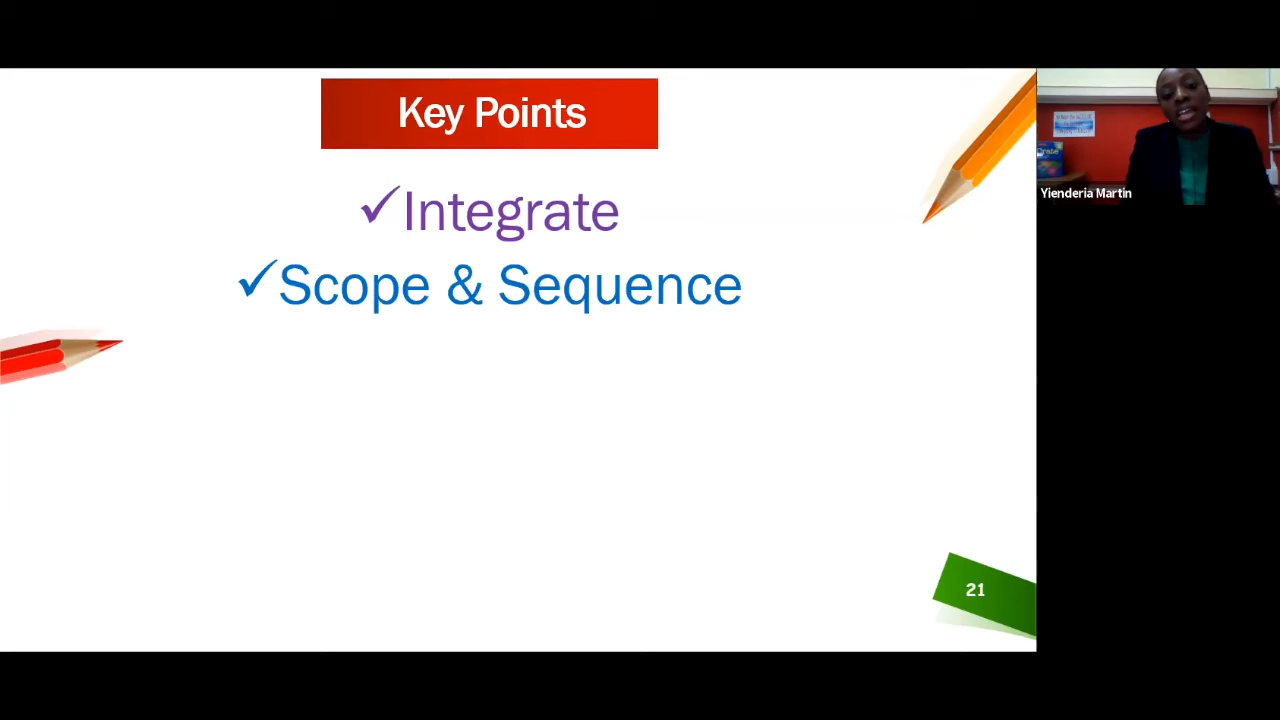 Key Points
✓Integrate
✓Scope & Sequence
21
Yienderia Martin